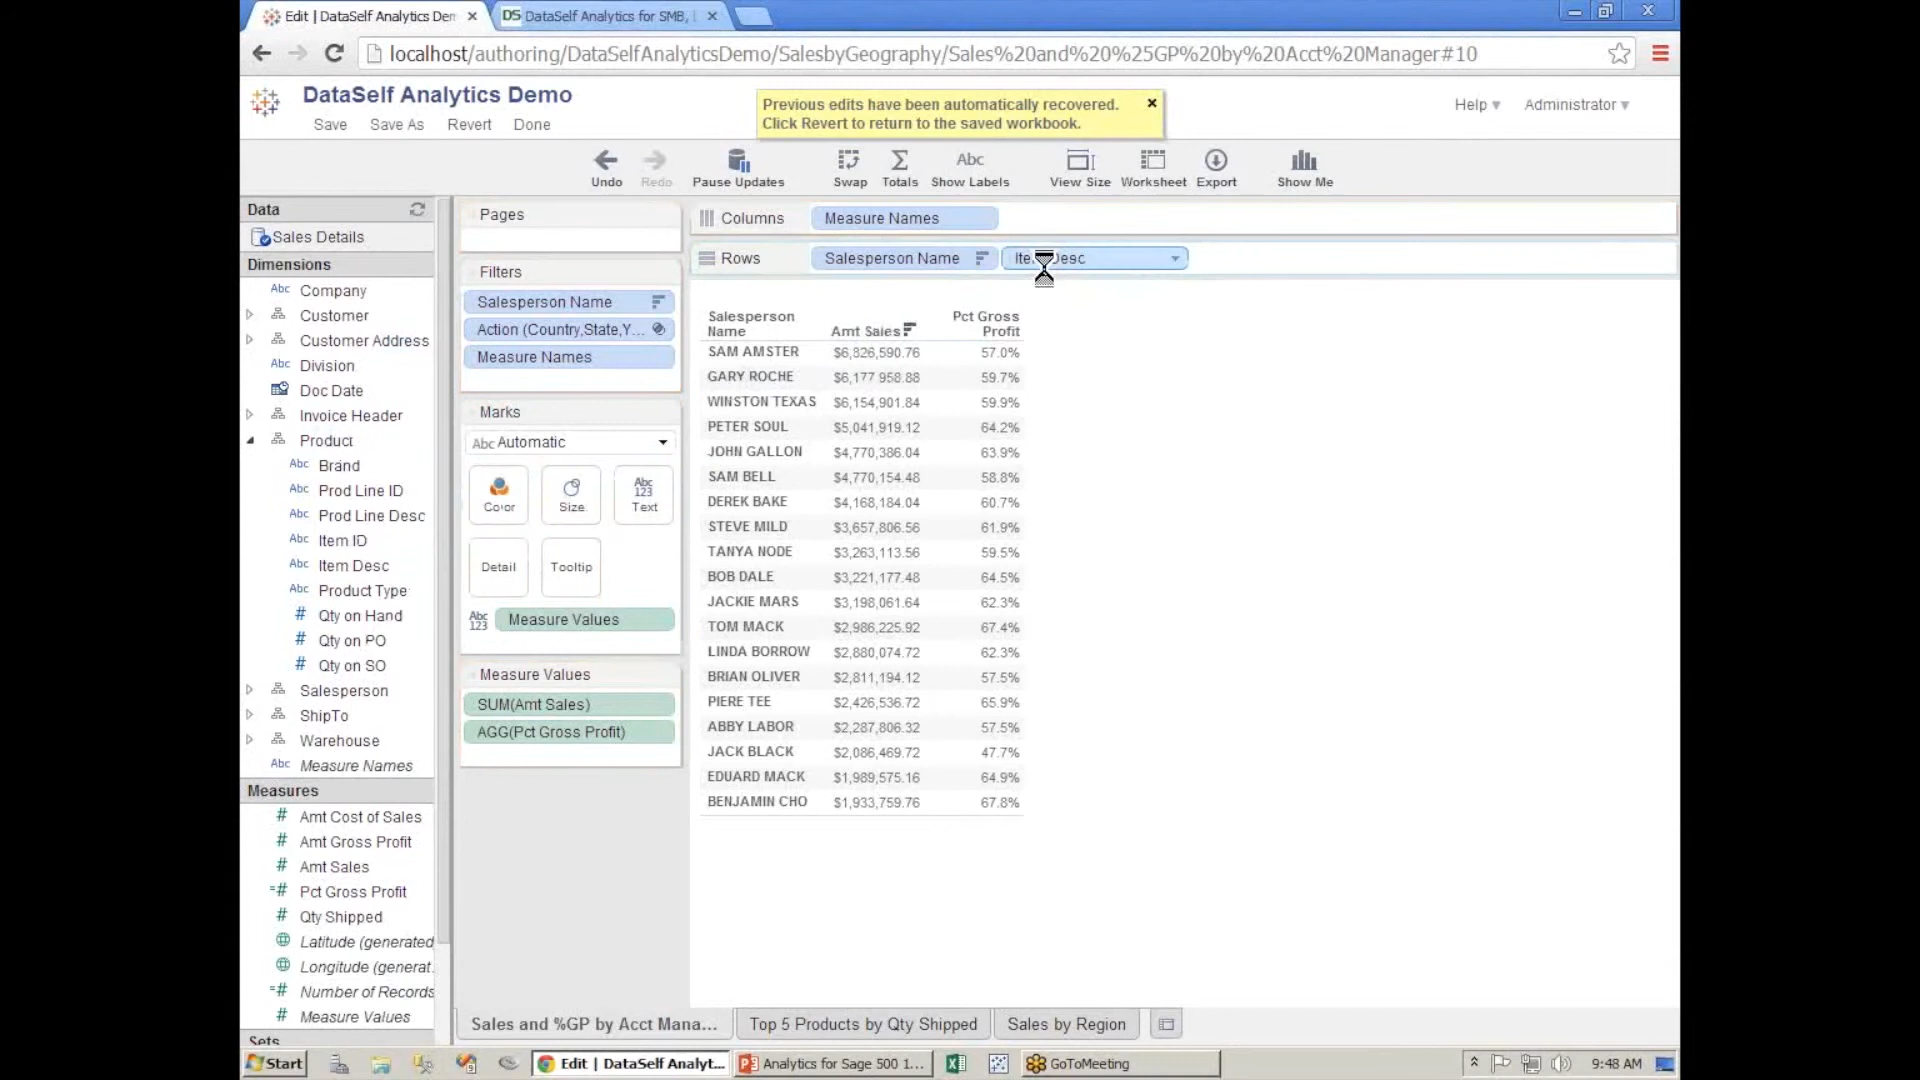 Edit | DataSelf Analytics Dem
DS DataSelf Analytics for SMB,
localhost/authoring/DataSelfAnalyticsDemo/SalesbyGeography/Sales%20and%20%25GP%20by%20Acct%20Manager#10
DataSelf Analytics Demo
Save Save As Revert Done
Previous edits have been automatically recovered.
Click Revert to return to the saved workbook.
Help Administrator
Undo Redo Pause Updates Swap Totals Abc Show Labels View Size Worksheet Export Show Me
Data
Sales Details
Dimensions
Abc Company
Customer
Customer Address
Abc Division
Doc Date
Invoice Header
Product
Abc Brand
Abc Prod Line ID
Abc Prod Line Desc
Abc Item ID
Abc Item Desc
Abc Product Type
# Qty on Hand
# Qty on PO
# Qty on SO
Salesperson
ShipTo
Warehouse
Abc Measure Names
Measures
# Amt Cost of Sales
# Amt Gross Profit
# Amt Sales
=# Pct Gross Profit
# Qty Shipped
Latitude (generated
Longitude (generat.
=# Number of Records
# Measure Values
Sets
Pages
Filters
Salesperson Name
Action (Country,State,Y...
Measure Names
Marks
Abc Automatic
Color Size Abc 123 Text
Detail Tooltip
Abc 123 Measure Values
Measure Values
SUM(Amt Sales)
AGG(Pct Gross Profit)
Columns Measure Names
Rows Salesperson Name Desc
Salesperson Name Amt Sales Pct Gross Profit
SAM AMSTER $6,826,590.76 57.0%
GARY ROCHE $6,177 958.88 59.7%
WINSTON TEXAS $6,154,901.84 59.9%
PETER SOUL $5,041,919.12 64.2%
JOHN GALLON $4,770,386.04 63.9%
SAM BELL $4,770,154.48 58.8%
DEREK BAKE $4,168,184.04 60.7%
STEVE MILD $3,657,806.56 61.9%
TANYA NODE $3,263,113.56 59.5%
BOB DALE $3,221,177.48 64.5%
JACKIE MARS $3,198,061.64 62.3%
TOM MACK $2,986,225.92 67.4%
LINDA BORROW $2,880,074.72 62.3%
BRIAN OLIVER $2,811,194.12 57.5%
PIERE TEE $2,426,536.72 65.9%
ABBY LABOR $2,287,806.32 57.5%
JACK BLACK $2,086,469.72 47.7%
EDUARD MACK $1,989,575.16 64.9%
BENJAMIN CHO $1,933,759.76 67.8%
Sales and %GP by Acct Mana... Top 5 Products by Qty Shipped Sales by Region
Start Edit | DataSelf Analyt... Analytics for Sage 500 1... GoToMeeting 9:48 AM